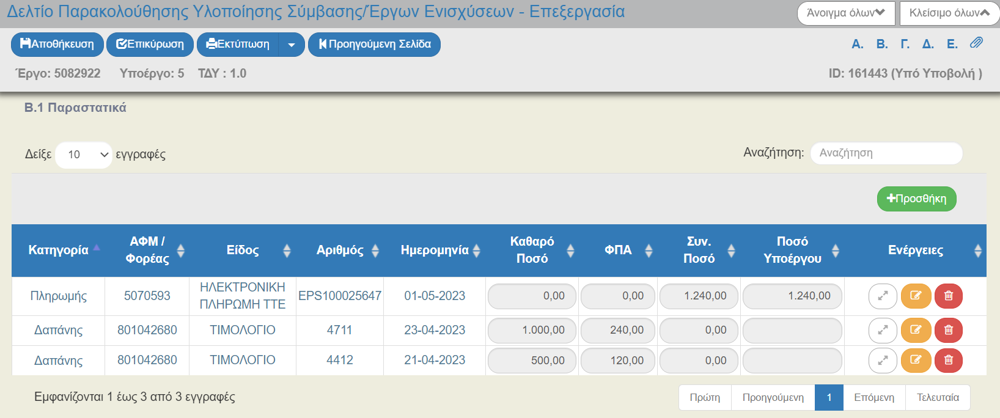 Δελτίο Παρακολούθησης Υλοποίησης Σύμβασης/Έργων Ενισχύσεων - Επεξεργασία
Άνοιγμα όλων Κλείσιμο όλων
Αποθήκευση Επικύρωση Εκτύπωση Προηγούμενη Σελίδα
Α. Β. Γ. Δ. Ε.
Έργο: 5082922 Υποέργο: 5 ΤΔΥ : 1.0
ID: 161443 (Υπό Υποβολή )
Β.1 Παραστατικά
Δείξε 10 εγγραφές
Αναζήτηση: Αναζήτηση
Προσθήκη
Κατηγορία ΑΦΜ / Φορέας Είδος Αριθμός Ημερομηνία Καθαρό Ποσό ΦΠΑ Συν. Ποσό Ποσό Υποέργου Ενέργειες
Πληρωμής 5070593 ΗΛΕΚΤΡΟΝΙΚΗ ΠΛΗΡΩΜΗ ΤΤΕ EPS100025647 01-05-2023 0,00 0,00 1.240,00 1.240,00
Δαπάνης 801042680 ΤΙΜΟΛΟΓΙΟ 4711 23-04-2023 1.000,00 240,00 0,00
Δαπάνης 801042680 ΤΙΜΟΛΟΓΙΟ 4412 21-04-2023 500,00 120,00 0,00
Εμφανίζονται 1 έως 3 από 3 εγγραφές
Πρώτη Προηγούμενη 1 Επόμενη Τελευταία